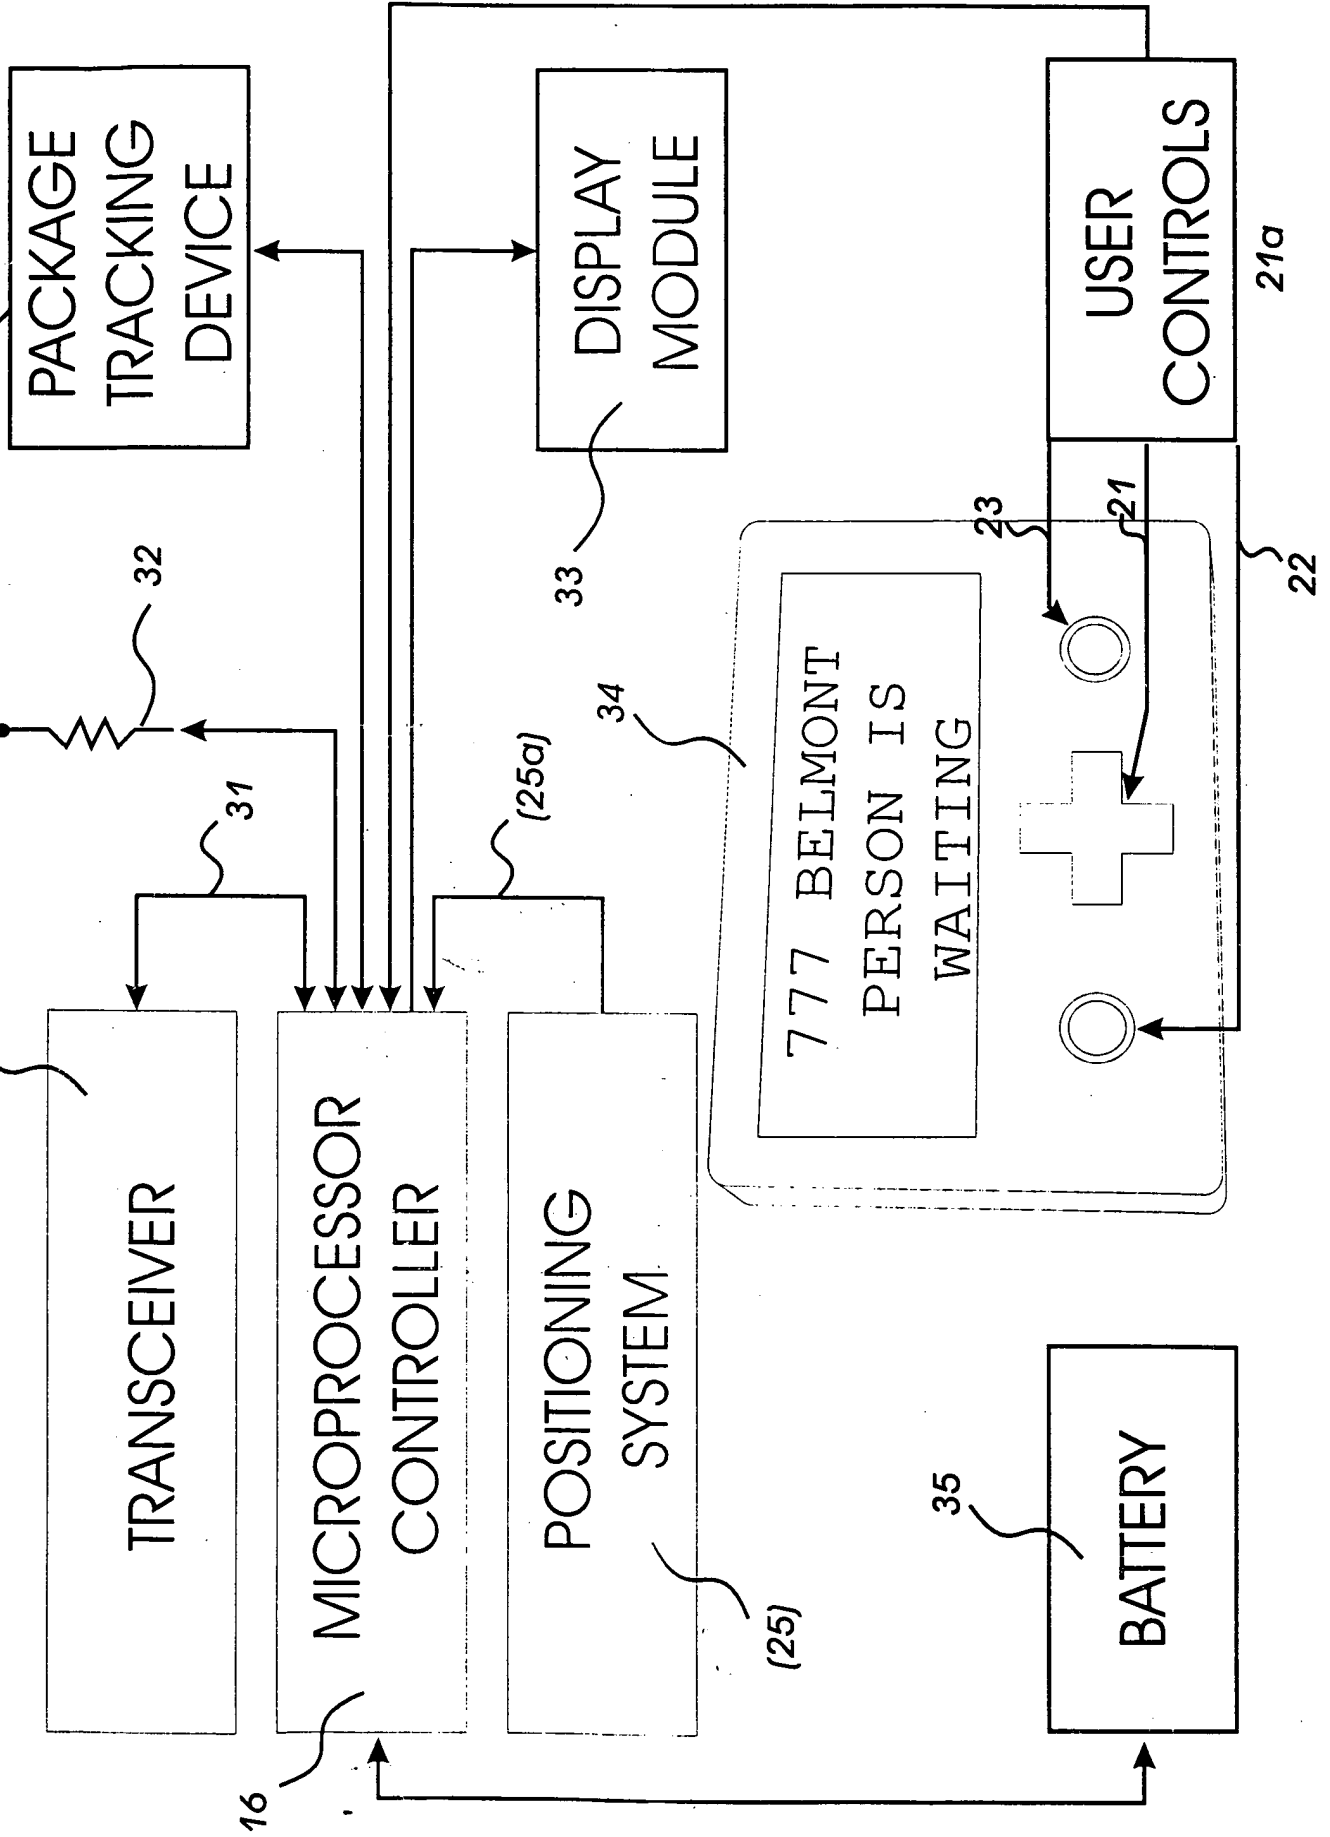 TRANSCEIVER
31
32
PACKAGE
TRACKING
DEVICE
16
MICROPROCESSOR
CONTROLLER
(25a)
POSITIONING
SYSTEM
(25)
33
DISPLAY
MODULE
34
777 BELMONT
PERSON IS
WAITING
23
21
22
USER
CONTROLS
21a
35
BATTERY